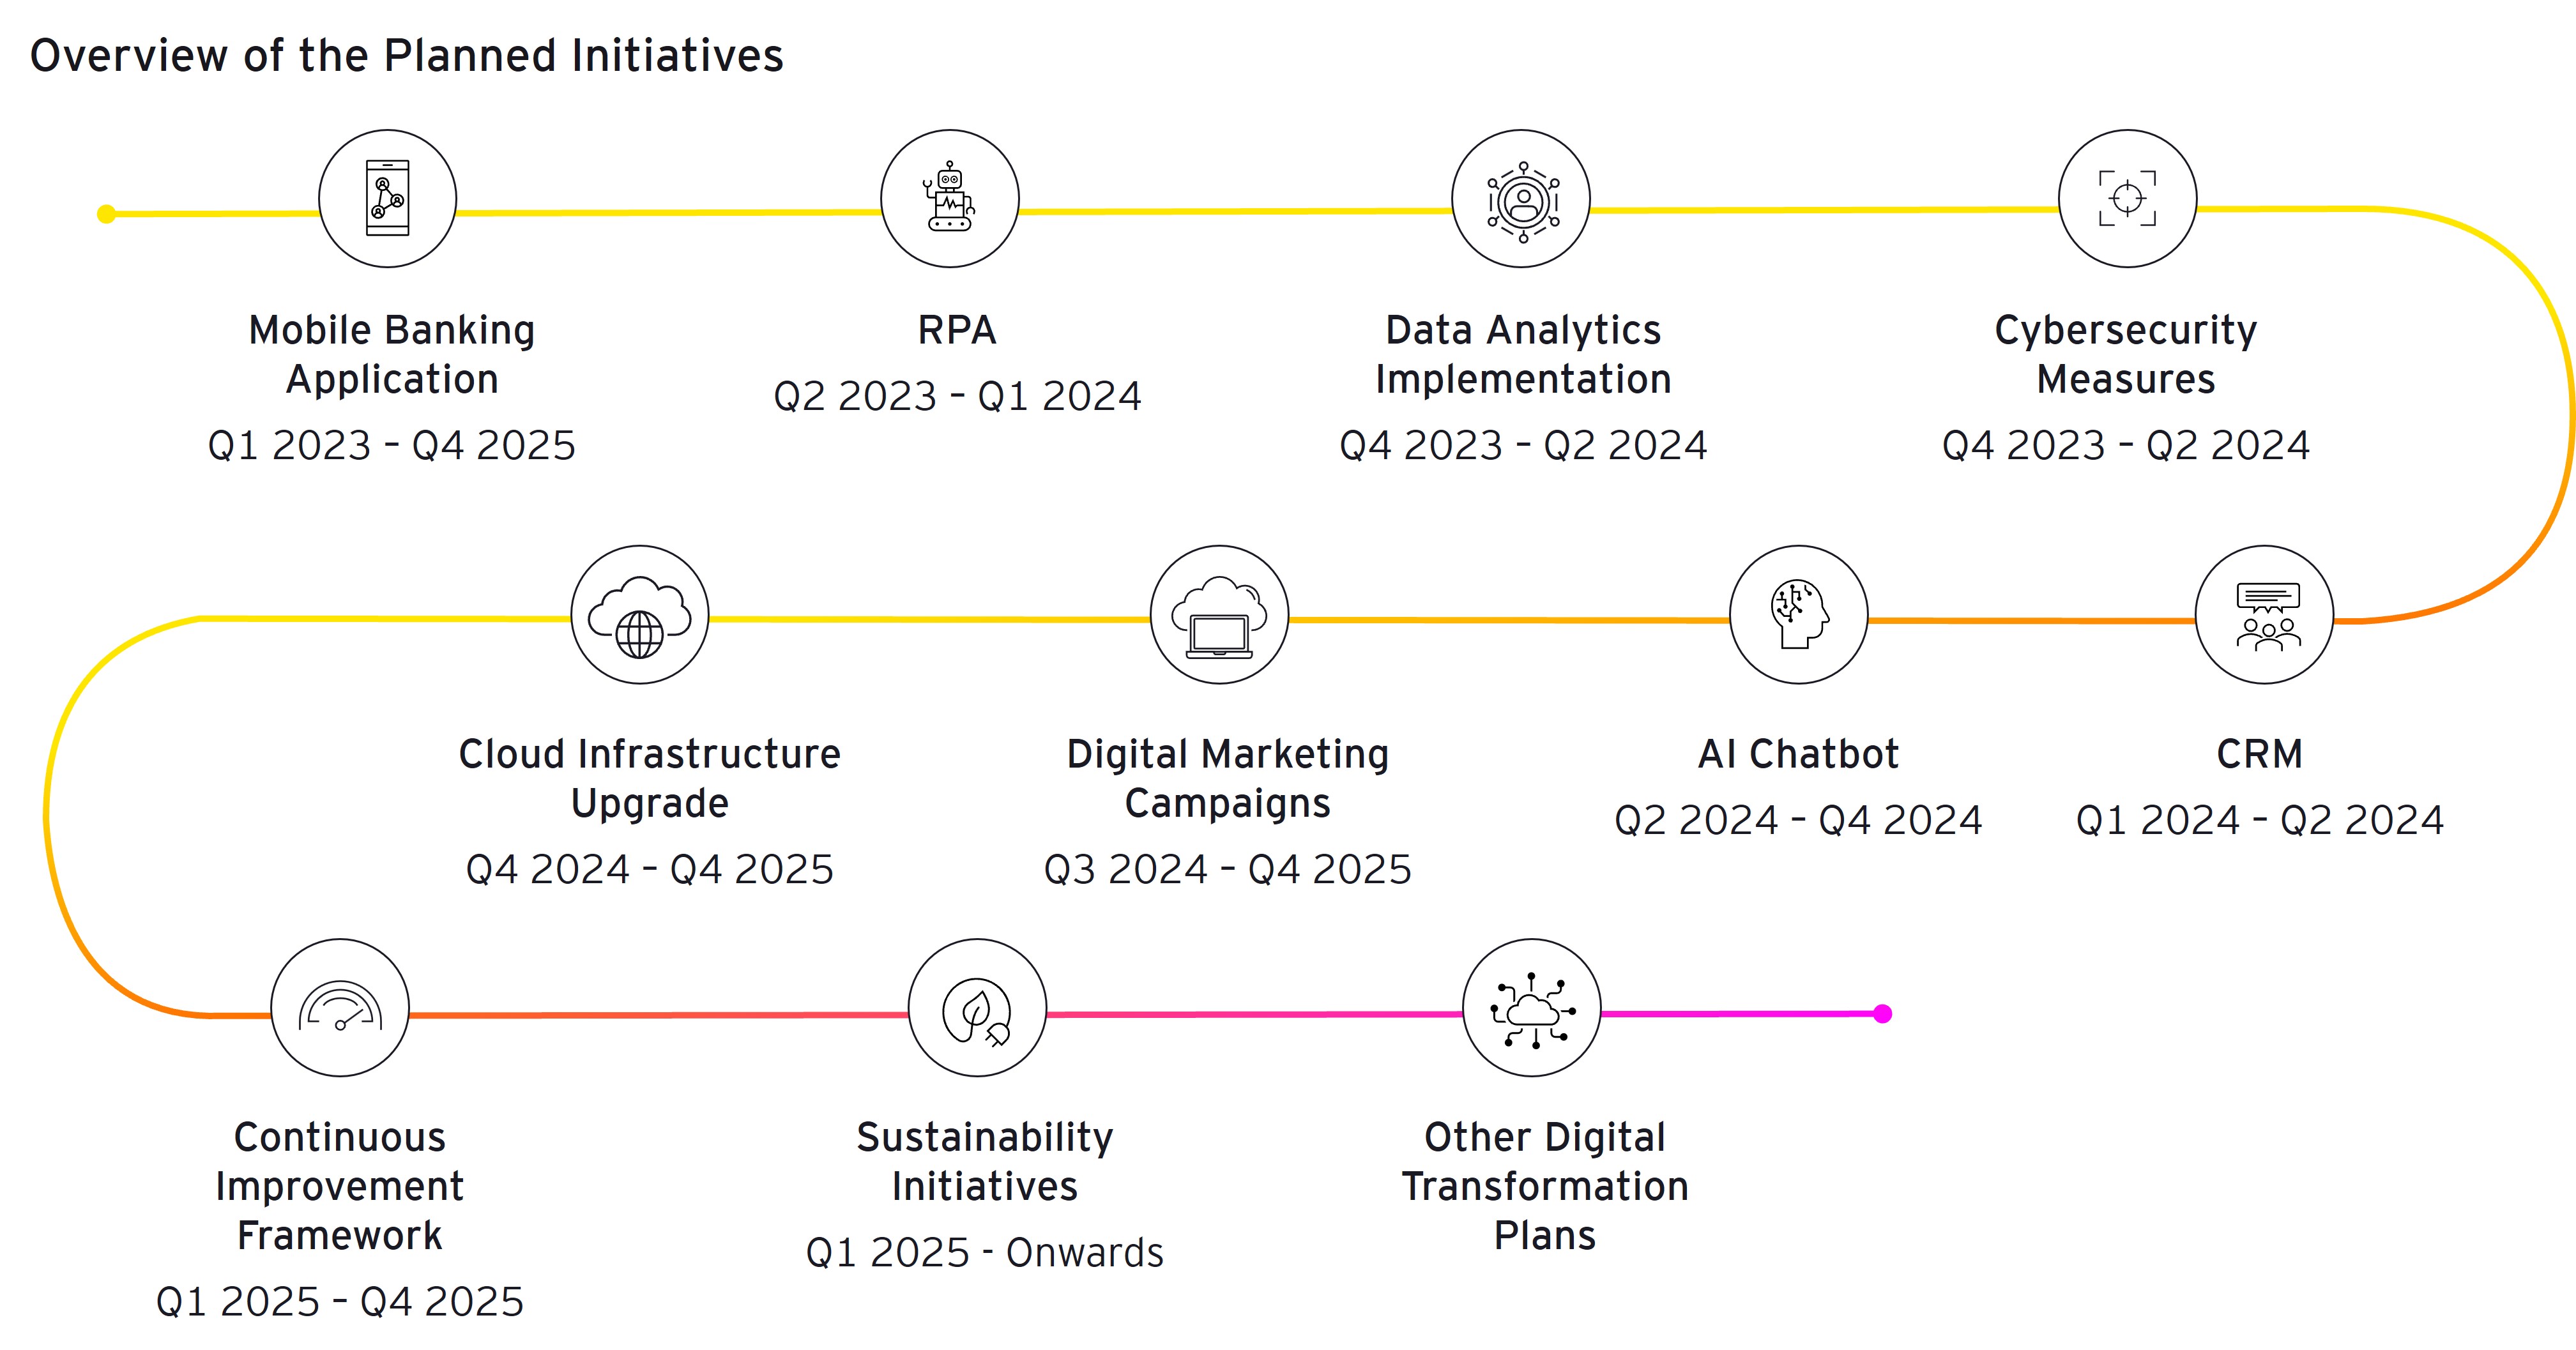 Overview of the Planned Initiatives
Mobile Banking
Application
Q1 2023 – Q4 2025
RPA
Q2 2023 – Q1 2024
Data Analytics
Implementation
Q4 2023 – Q2 2024
Cybersecurity
Measures
Q4 2023 – Q2 2024
Cloud Infrastructure
Upgrade
Q4 2024 – Q4 2025
Digital Marketing
Campaigns
Q3 2024 – Q4 2025
AI Chatbot
Q2 2024 – Q4 2024
CRM
Q1 2024 – Q2 2024
Continuous
Improvement
Framework
Q1 2025 – Q4 2025
Sustainability
Initiatives
Q1 2025 - Onwards
Other Digital
Transformation
Plans